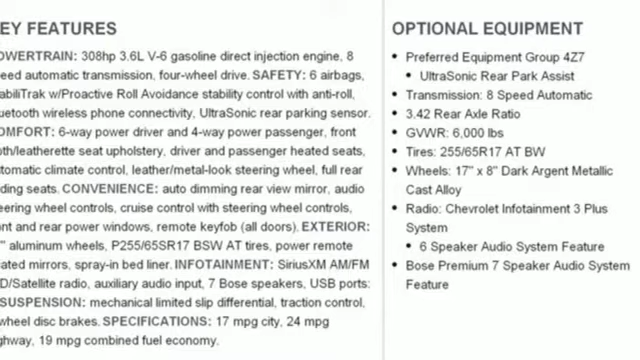 EY FEATURES
OWERTRAIN: 308hp 3.6L V-6 gasoline direct injection engine, 8
eed automatic transmission, four-wheel drive. SAFETY: 6 airbags,
abiliTrak w/Proactive Roll Avoidance stability control with anti-roll,
uetooth wireless phone connectivity, UltraSonic rear parking sensor.
OMFORT: 6-way power driver and 4-way power passenger, front
oth/leatherette seat upholstery, driver and passenger heated seats,
tomatic climate control, leather/metal-look steering wheel, full rear
ding seats. CONVENIENCE: auto dimming rear view mirror, audio
eering wheel controls, cruise control with steering wheel controls,
ont and rear power windows, remote keyfob (all doors). EXTERIOR:
" aluminum wheels, P255/65SR17 BSW AT tires, power remote
ated mirrors, spray-in bed liner. INFOTAINMENT: SiriusXM AM/FM
D/Satellite radio, auxiliary audio input, 7 Bose speakers, USB ports:
SUSPENSION: mechanical limited slip differential, traction control,
wheel disc brakes. SPECIFICATIONS: 17 mpg city, 24 mpg
ghway, 19 mpg combined fuel economy.
OPTIONAL EQUIPMENT
• Preferred Equipment Group 4Z7
• UltraSonic Rear Park Assist
• Transmission: 8 Speed Automatic
• 3.42 Rear Axle Ratio
• GVWR: 6,000 lbs
• Tires: 255/65R17 AT BW
• Wheels: 17" x 8" Dark Argent Metallic
Cast Alloy
• Radio: Chevrolet Infotainment 3 Plus
System
• 6 Speaker Audio System Feature
• Bose Premium 7 Speaker Audio System
Feature